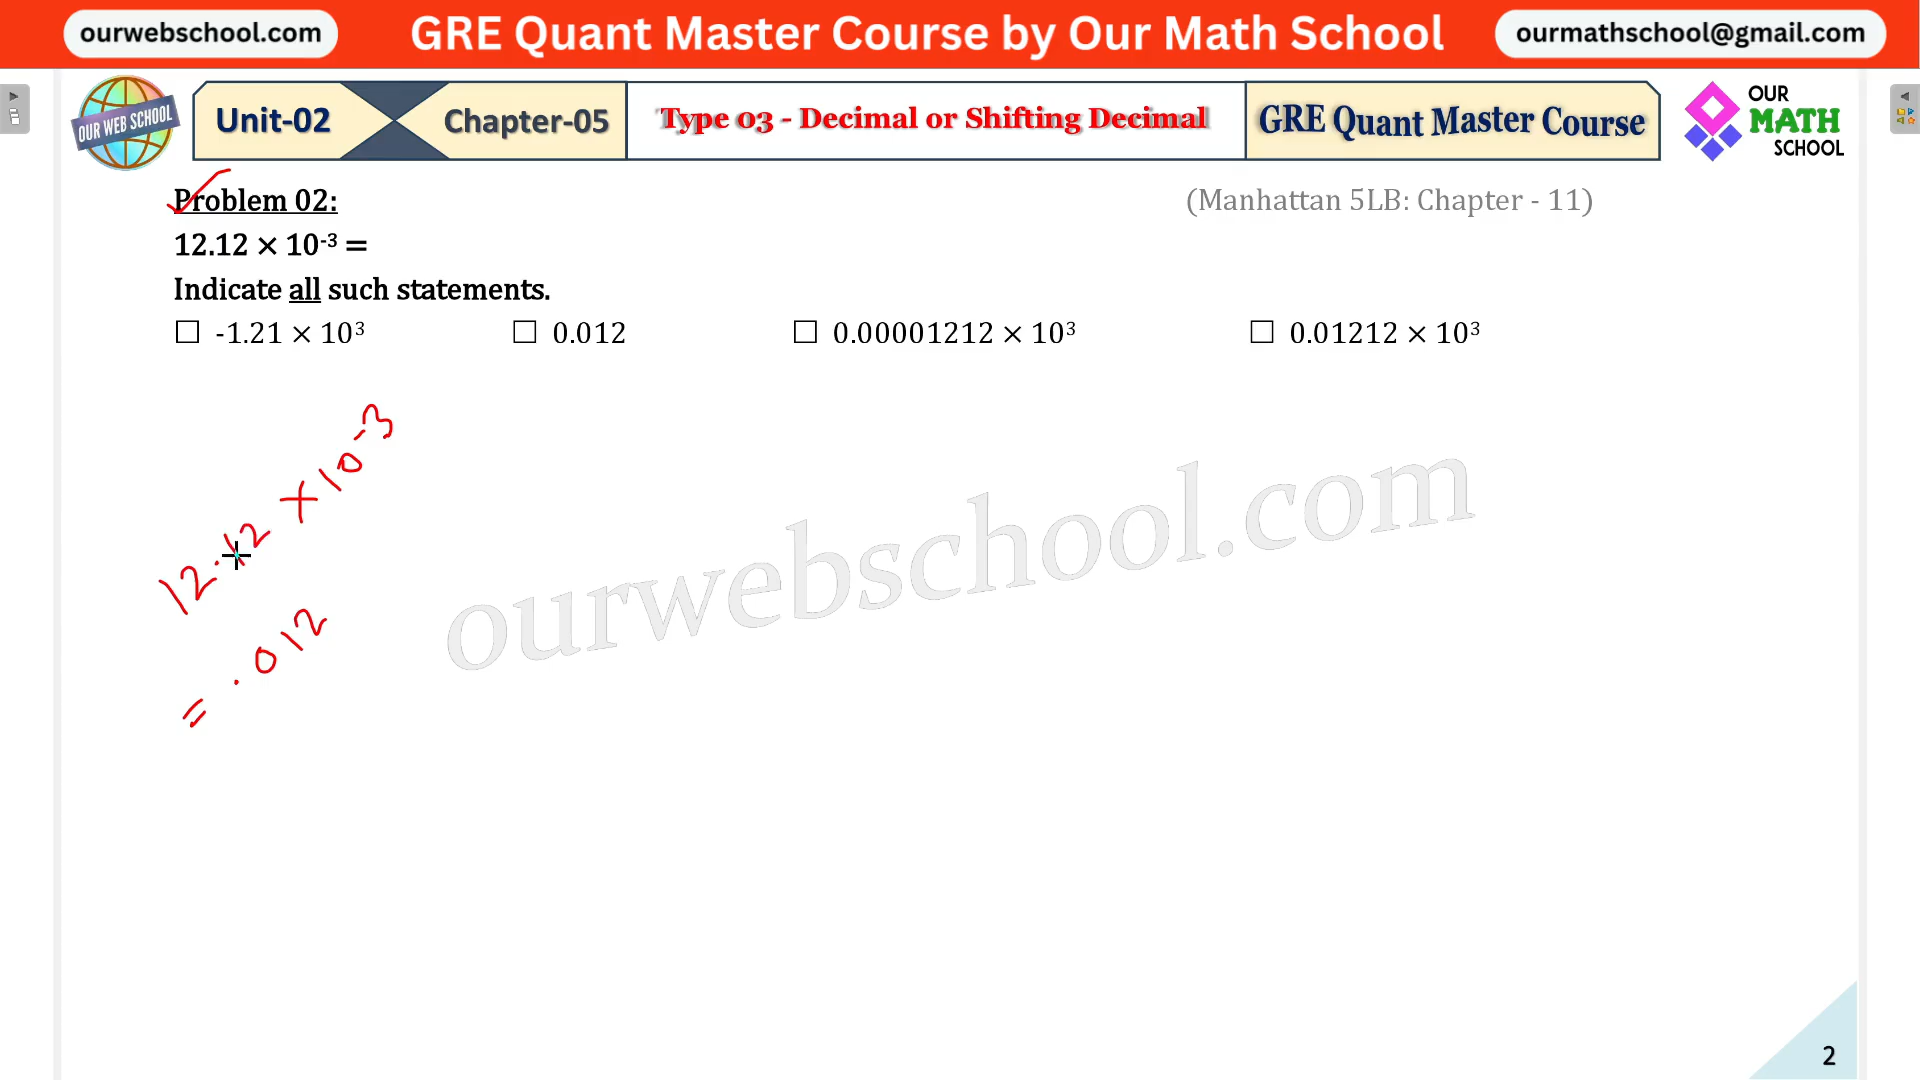 ourwebschool.com GRE Quant Master Course by Our Math School ourmathschool@gmail.com
OUR WEB SCHOOL Unit-02 Chapter-05 Type 03 - Decimal or Shifting Decimal GRE Quant Master Course OUR MATH SCHOOL
Problem 02: (Manhattan 5LB: Chapter - 11)
12.12 × 10⁻³ =
Indicate all such statements.
☐ -1.21 × 10³ ☐ 0.012 ☐ 0.00001212 × 10³ ☐ 0.01212 × 10³
12.12 × 10⁻³
= .012
ourwebschool.com
2